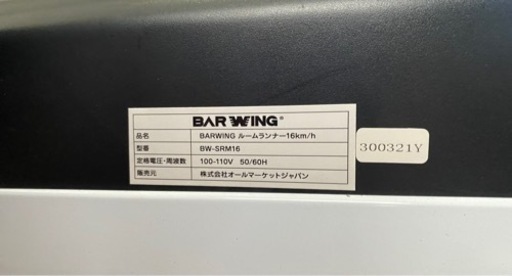 BARWING®
品名 BARWING ルームランナー16km/h
型番 BW-SRM16
定格電圧・周波数 100-110V 50/60H
販売元 株式会社オールマーケットジャパン
300321Y